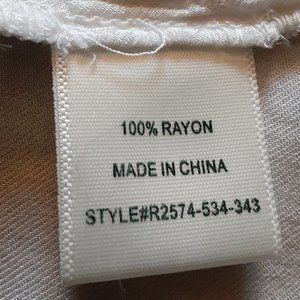 100% RAYON
MADE IN CHINA
STYLE#R2574-534-343